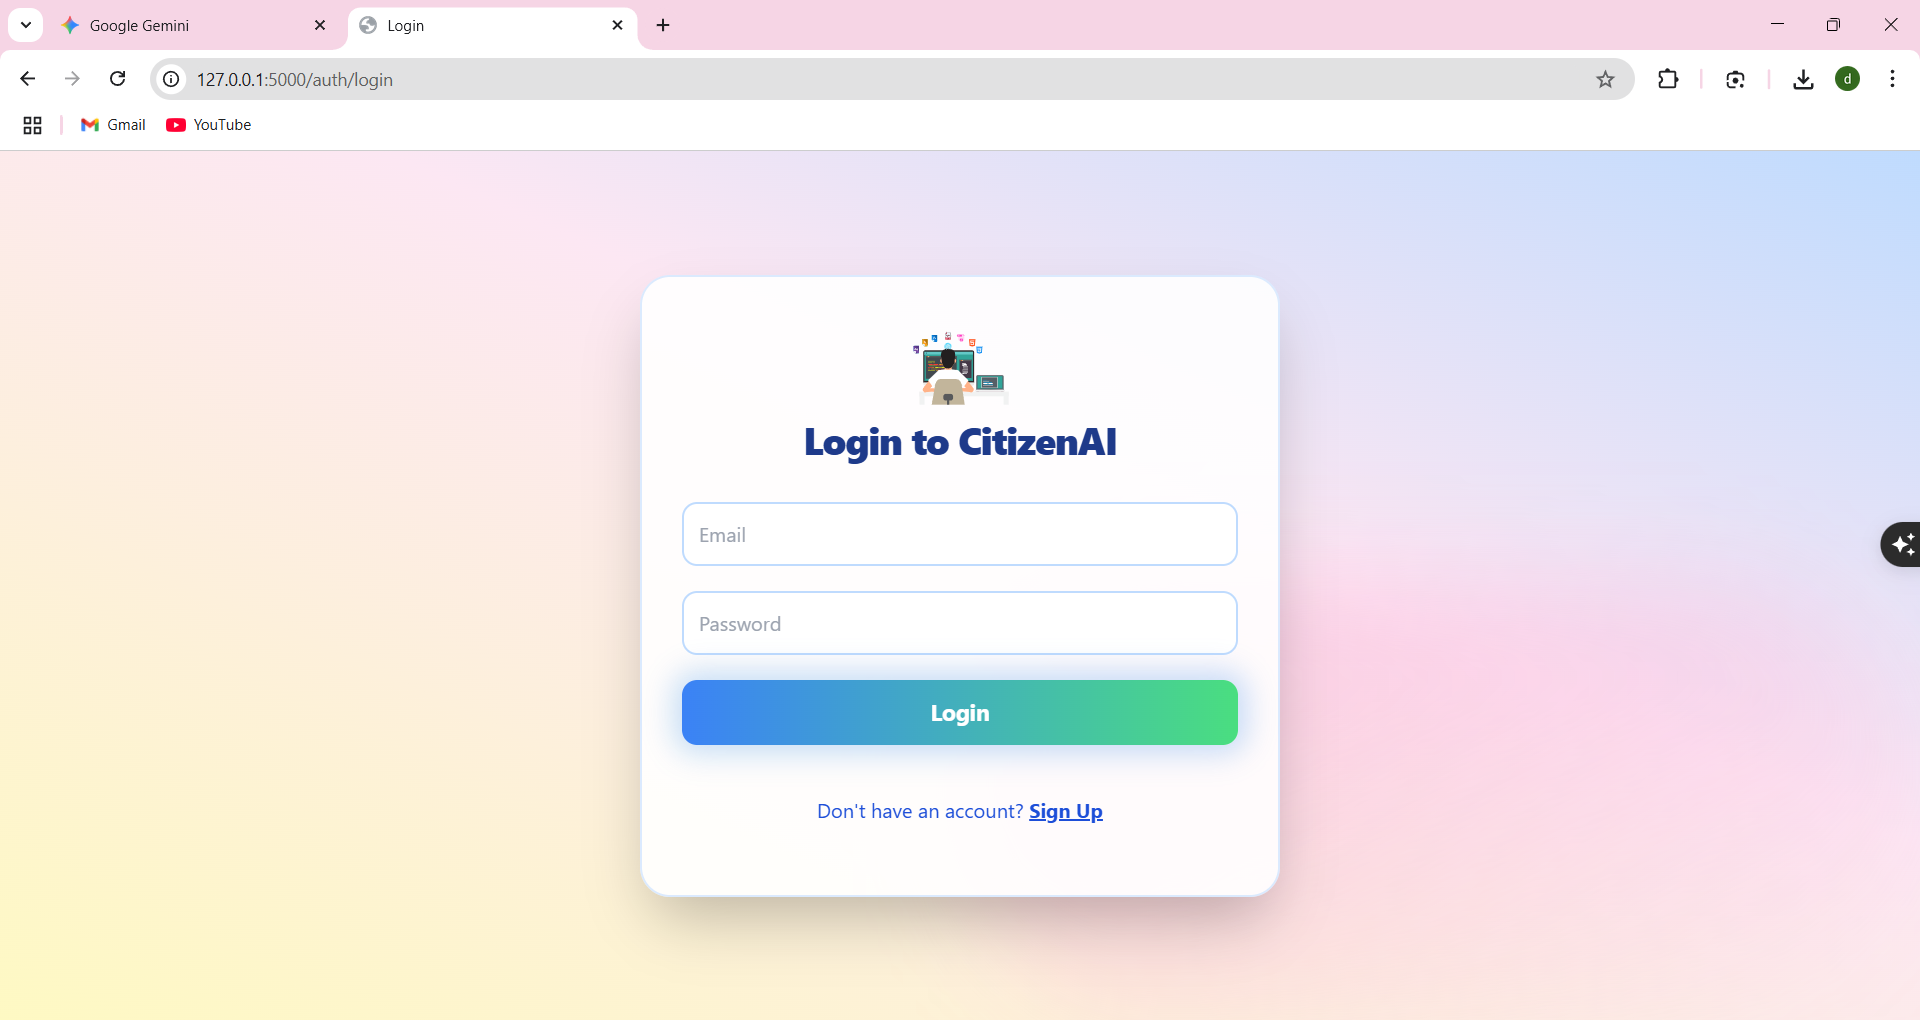 Google Gemini
Login
127.0.0.1:5000/auth/login
d
Gmail
YouTube
Login to CitizenAI
Email
Password
Login
Don't have an account? Sign Up